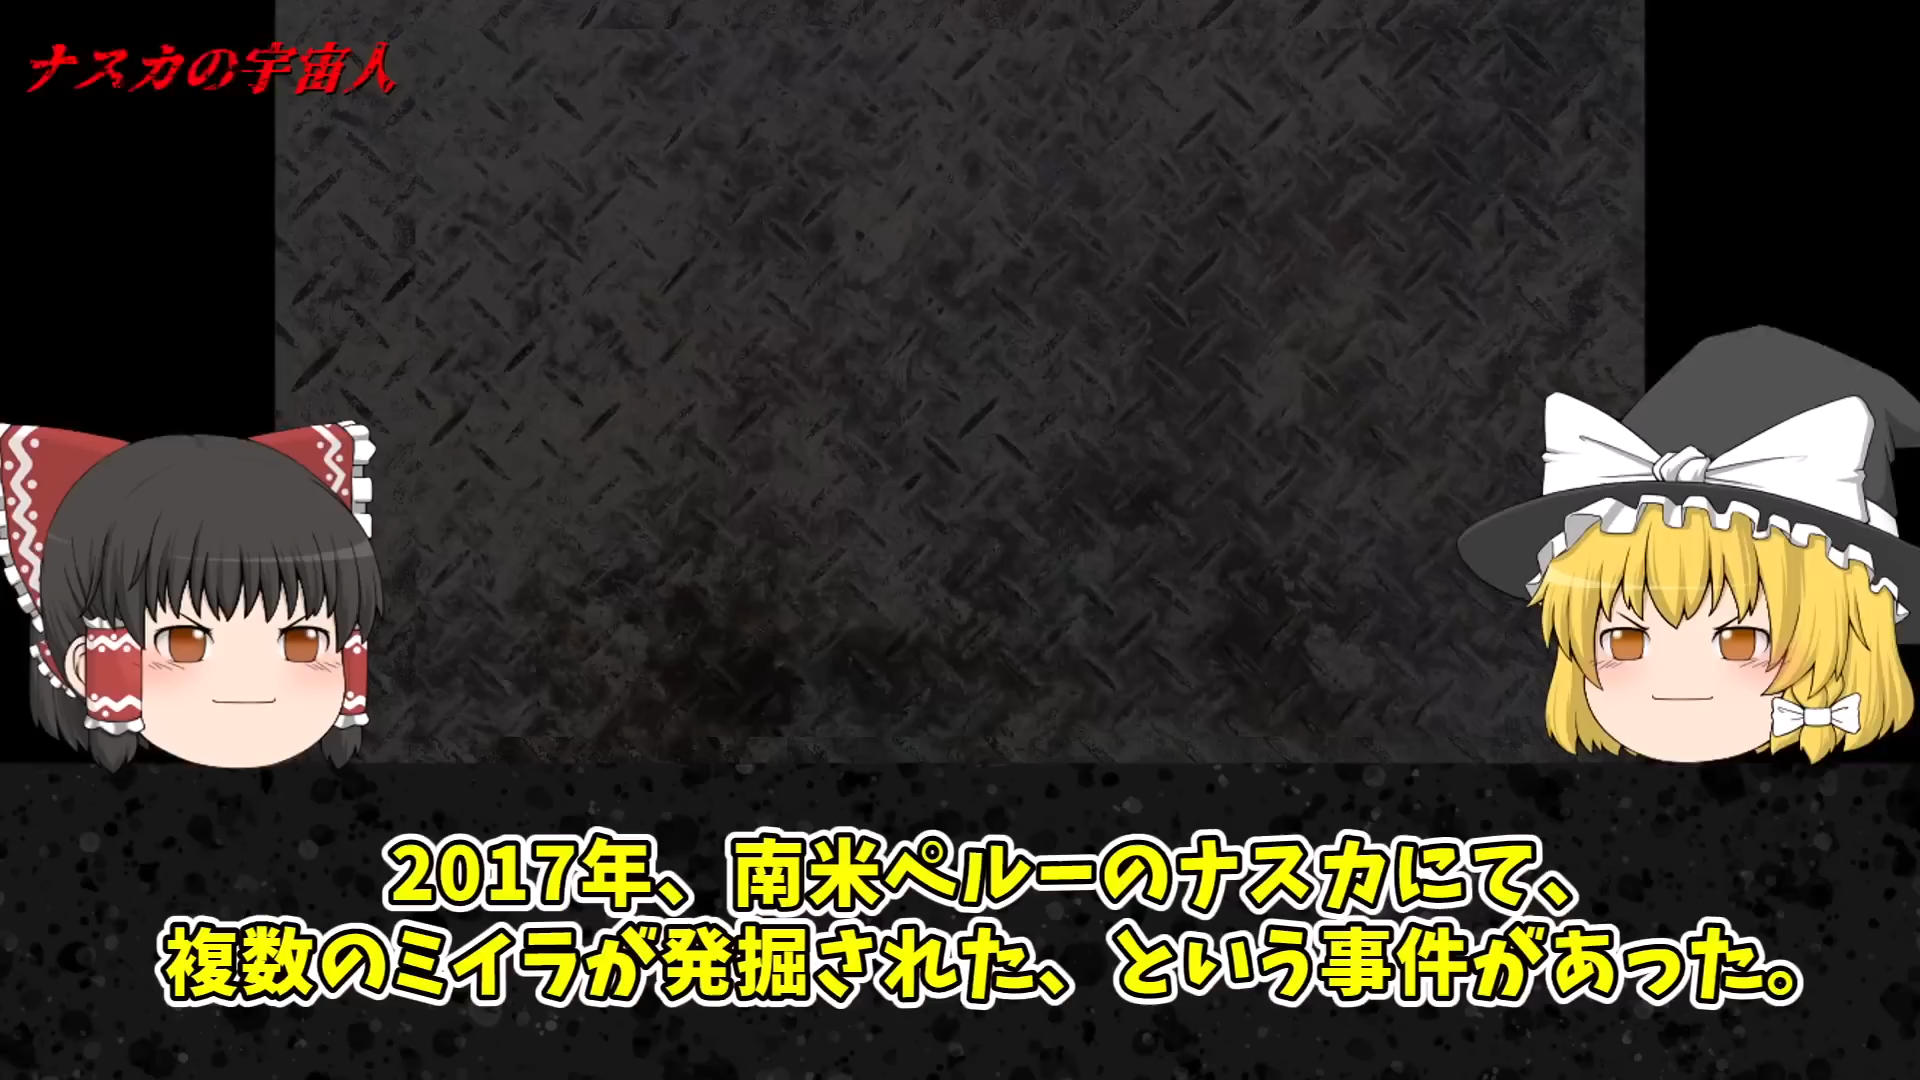 ナスカの宇宙人
2017年、南米ペルーのナスカにて、
複数のミイラが発掘された、という事件があった。